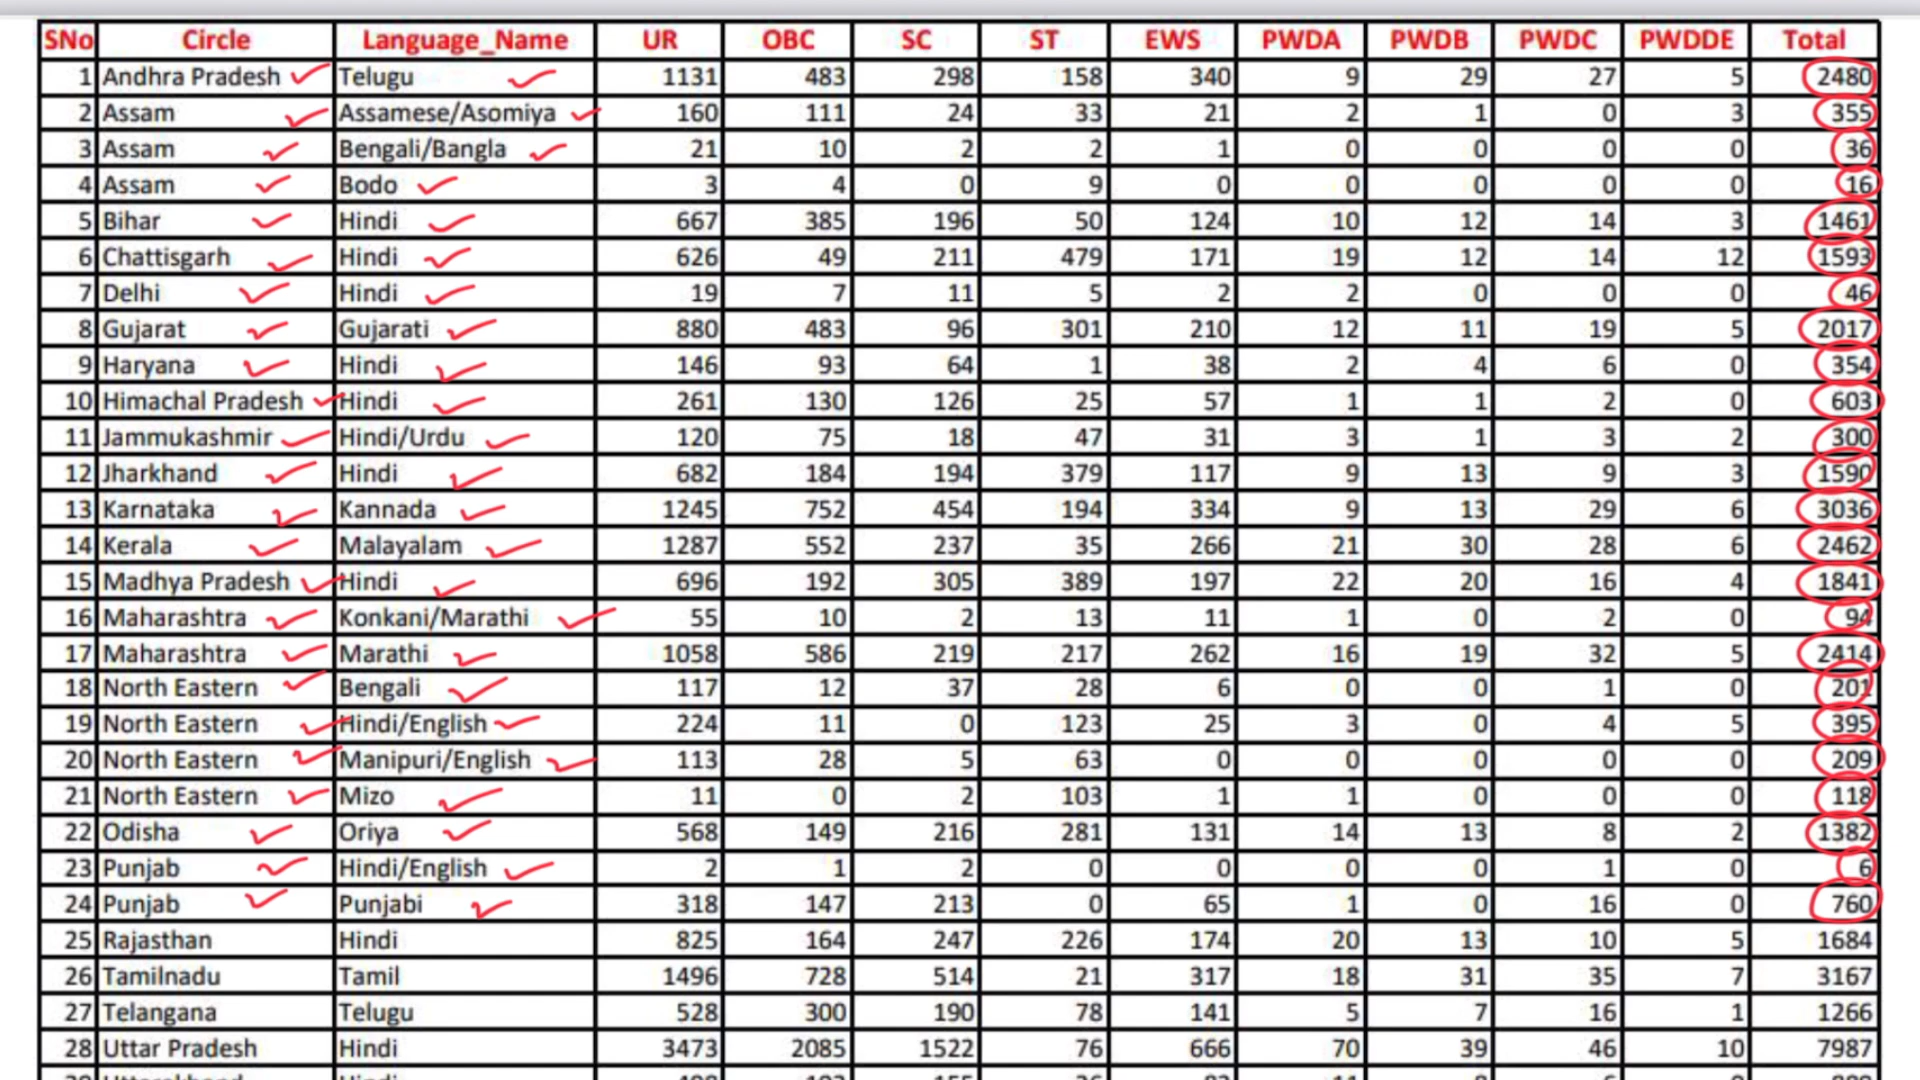 SNo Circle Language_Name UR OBC SC ST EWS PWDA PWDB PWDC PWDDE Total
1 Andhra Pradesh Telugu 1131 483 298 158 340 9 29 27 5 2480
2 Assam Assamese/Asomiya 160 111 24 33 21 2 1 0 3 355
3 Assam Bengali/Bangla 21 10 2 2 1 0 0 0 0 36
4 Assam Bodo 3 4 0 9 0 0 0 0 0 16
5 Bihar Hindi 667 385 196 50 124 10 12 14 3 1461
6 Chattisgarh Hindi 626 49 211 479 171 19 12 14 12 1593
7 Delhi Hindi 19 7 11 5 2 2 0 0 0 46
8 Gujarat Gujarati 880 483 96 301 210 12 11 19 5 2017
9 Haryana Hindi 146 93 64 1 38 2 4 6 0 354
10 Himachal Pradesh Hindi 261 130 126 25 57 1 1 2 0 603
11 Jammukashmir Hindi/Urdu 120 75 18 47 31 3 1 3 2 300
12 Jharkhand Hindi 682 184 194 379 117 9 13 9 3 1590
13 Karnataka Kannada 1245 752 454 194 334 9 13 29 6 3036
14 Kerala Malayalam 1287 552 237 35 266 21 30 28 6 2462
15 Madhya Pradesh Hindi 696 192 305 389 197 22 20 16 4 1841
16 Maharashtra Konkani/Marathi 55 10 2 13 11 1 0 2 0 94
17 Maharashtra Marathi 1058 586 219 217 262 16 19 32 5 2414
18 North Eastern Bengali 117 12 37 28 6 0 0 1 0 201
19 North Eastern Hindi/English 224 11 0 123 25 3 0 4 5 395
20 North Eastern Manipuri/English 113 28 5 63 0 0 0 0 0 209
21 North Eastern Mizo 11 0 2 103 1 1 0 0 0 118
22 Odisha Oriya 568 149 216 281 131 14 13 8 2 1382
23 Punjab Hindi/English 2 1 2 0 0 0 0 1 0 6
24 Punjab Punjabi 318 147 213 0 65 1 0 16 0 760
25 Rajasthan Hindi 825 164 247 226 174 20 13 10 5 1684
26 Tamilnadu Tamil 1496 728 514 21 317 18 31 35 7 3167
27 Telangana Telugu 528 300 190 78 141 5 7 16 1 1266
28 Uttar Pradesh Hindi 3473 2085 1522 76 666 70 39 46 10 7987